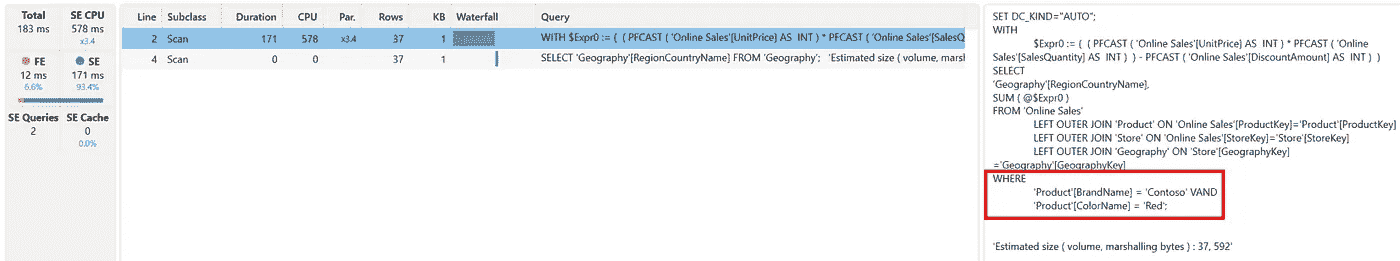 Total SE CPU
183 ms 578 ms
x3.4
FE SE
12 ms 171 ms
6.6% 93.4%
SE Queries SE Cache
2 0
0.0%
Line Subclass Duration CPU Par. Rows KB Waterfall Query
2 Scan 171 578 x3.4 37 1 WITH $Expr0 := ( ( PFCAST ( 'Online Sales'[UnitPrice] AS INT ) * PFCAST ( 'Online Sales'[SalesQ
4 Scan 0 0 37 1 SELECT 'Geography'[RegionCountryName] FROM 'Geography'; 'Estimated size ( volume, marshal
SET DC_KIND="AUTO";
WITH
$Expr0 := ( ( PFCAST ( 'Online Sales'[UnitPrice] AS INT ) * PFCAST ( 'Online
Sales'[SalesQuantity] AS INT ) ) - PFCAST ( 'Online Sales'[DiscountAmount] AS INT ) )
SELECT
'Geography'[RegionCountryName],
SUM ( @$Expr0 )
FROM 'Online Sales'
LEFT OUTER JOIN 'Product' ON 'Online Sales'[ProductKey]='Product'[ProductKey]
LEFT OUTER JOIN 'Store' ON 'Online Sales'[StoreKey]='Store'[StoreKey]
LEFT OUTER JOIN 'Geography' ON 'Store'[GeographyKey]
='Geography'[GeographyKey]
WHERE
'Product'[BrandName] = 'Contoso' VAND
'Product'[ColorName] = 'Red';
'Estimated size ( volume, marshalling bytes ) : 37, 592'